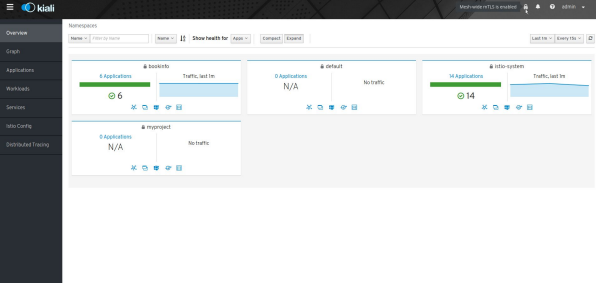 kiali
Mesh-wide mTLS is enabled
admin
Overview
Graph
Applications
Workloads
Services
Istio Config
Distributed Tracing
Namespaces
Name
Filter by Name
Name
Show health for
Apps
Compact
Expand
Last 1m
Every 15s
bookinfo
6 Applications
Traffic, last 1m
6
default
0 Applications
N/A
No traffic
istio-system
14 Applications
Traffic, last 1m
14
myproject
0 Applications
N/A
No traffic